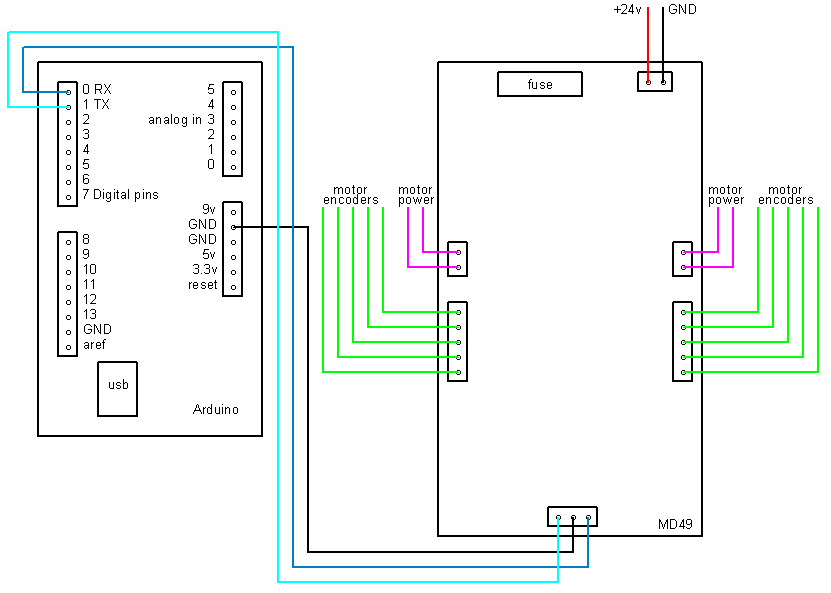 +24v GND
fuse
0 RX
1 TX
2
3
4
5
6
7 Digital pins
5
4
analog in 3
2
1
0
9v
GND
GND
5v
3.3v
reset
8
9
10
11
12
13
GND
aref
usb
Arduino
motor
encoders
motor
power
motor
power
motor
encoders
MD49